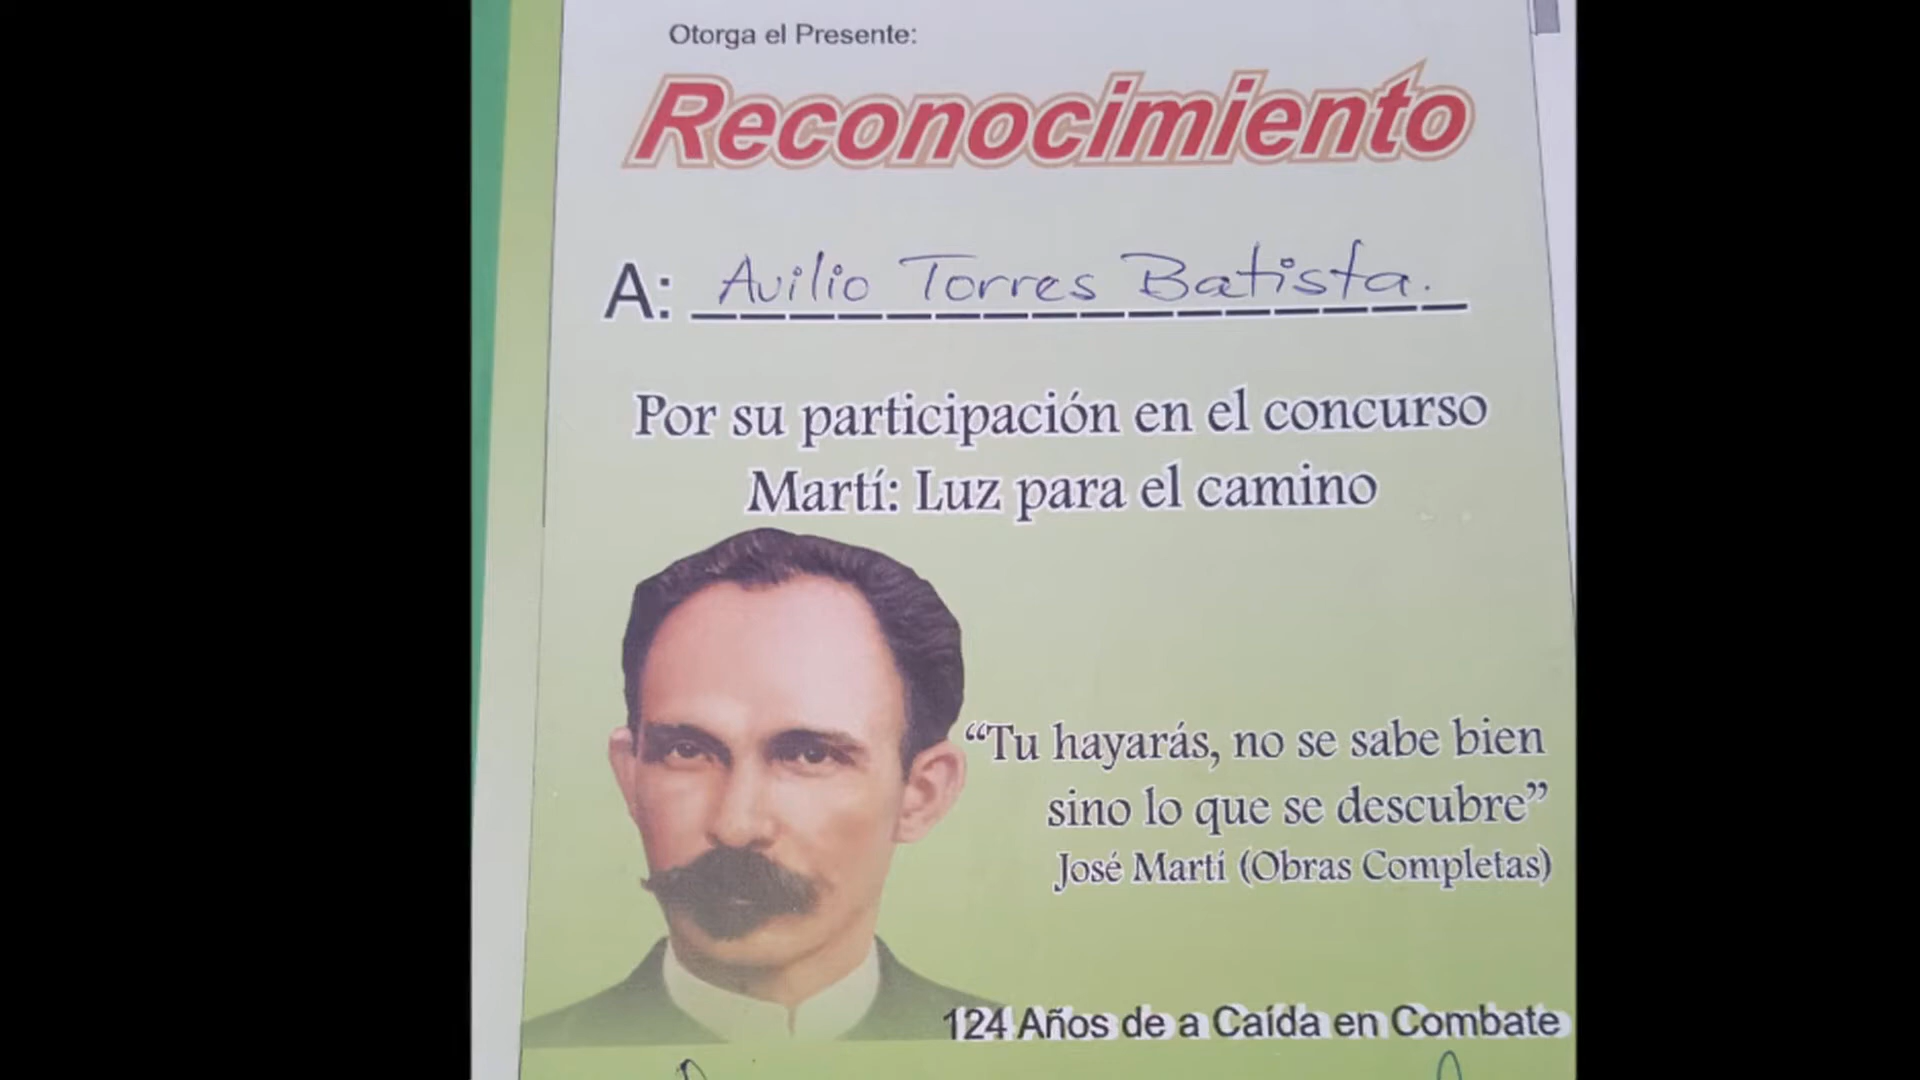 Otorga el Presente:
Reconocimiento
A: Avilio Torres Batista.
Por su participación en el concurso
Martí: Luz para el camino
“Tu hayarás, no se sabe bien
sino lo que se descubre”
José Martí (Obras Completas)
124 Años de a Caída en Combate